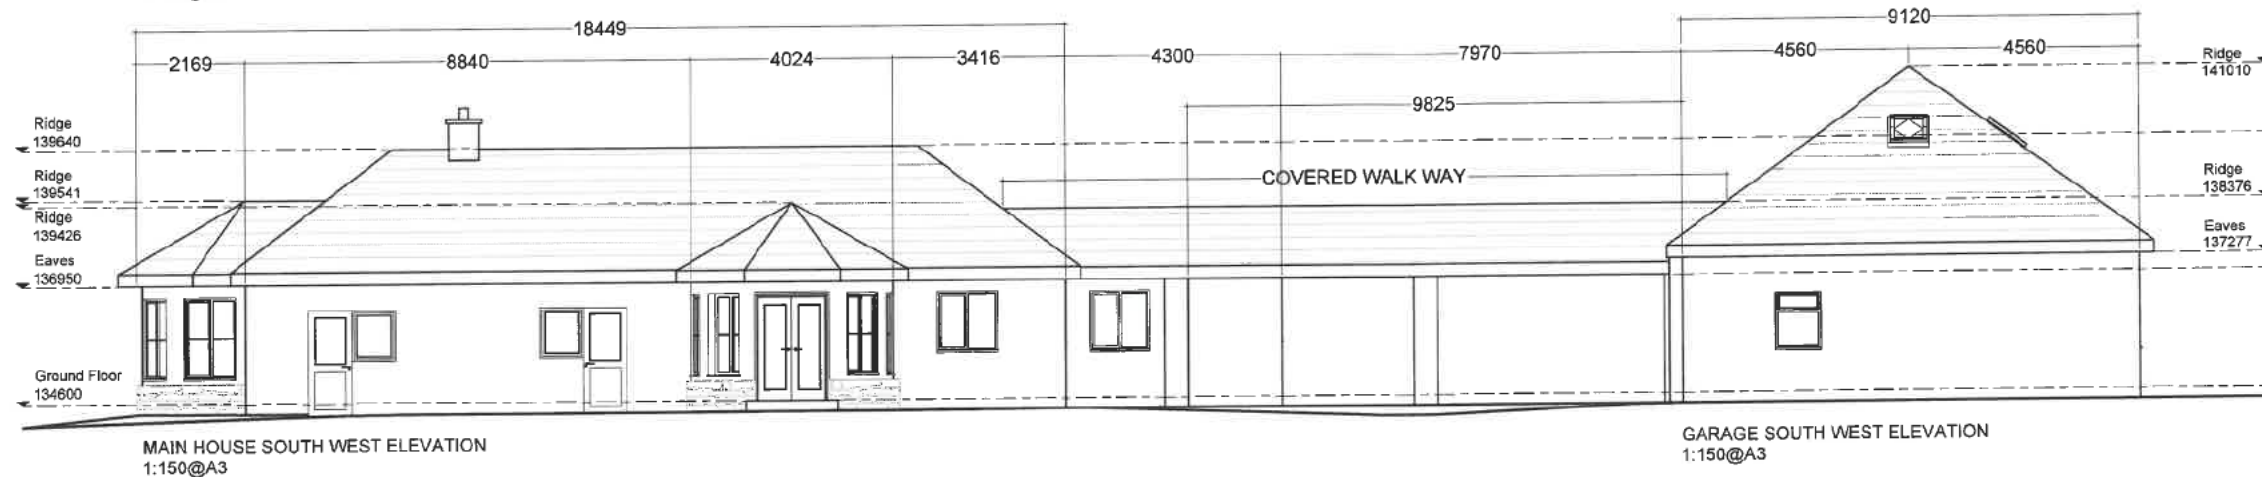 18449
9120
2169
8840
4024
3416
4300
7970
4560
4560
Ridge
141010
9825
Ridge
139640
COVERED WALK WAY
Ridge
139541
Ridge
138376
Ridge
139426
Eaves
137277
Eaves
136950
Ground Floor
134600
MAIN HOUSE SOUTH WEST ELEVATION
1:150@A3
GARAGE SOUTH WEST ELEVATION
1:150@A3